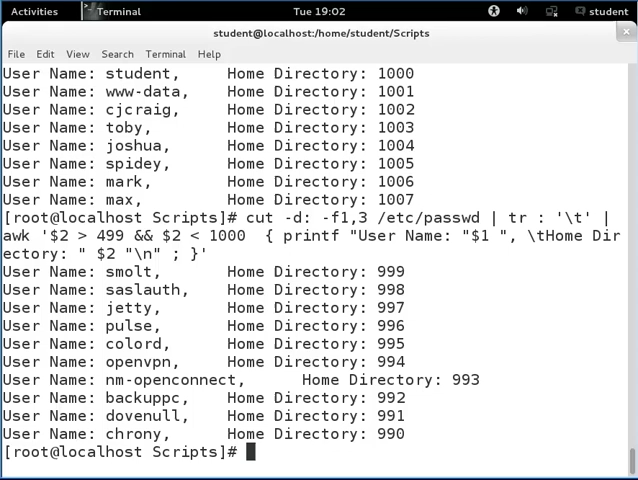 Activities Terminal Tue 19:02 student
student@localhost:/home/student/Scripts
File Edit View Search Terminal Help
User Name: student, Home Directory: 1000
User Name: www-data, Home Directory: 1001
User Name: cjcraig, Home Directory: 1002
User Name: toby, Home Directory: 1003
User Name: joshua, Home Directory: 1004
User Name: spidey, Home Directory: 1005
User Name: mark, Home Directory: 1006
User Name: max, Home Directory: 1007
[root@localhost Scripts]# cut -d: -f1,3 /etc/passwd | tr : '\t' |
awk '$2 > 499 && $2 < 1000  { printf "User Name: "$1 ", \tHome Dir
ectory: " $2 "\n" ; }'
User Name: smolt, Home Directory: 999
User Name: saslauth, Home Directory: 998
User Name: jetty, Home Directory: 997
User Name: pulse, Home Directory: 996
User Name: colord, Home Directory: 995
User Name: openvpn, Home Directory: 994
User Name: nm-openconnect, Home Directory: 993
User Name: backuppc, Home Directory: 992
User Name: dovenull, Home Directory: 991
User Name: chrony, Home Directory: 990
[root@localhost Scripts]#